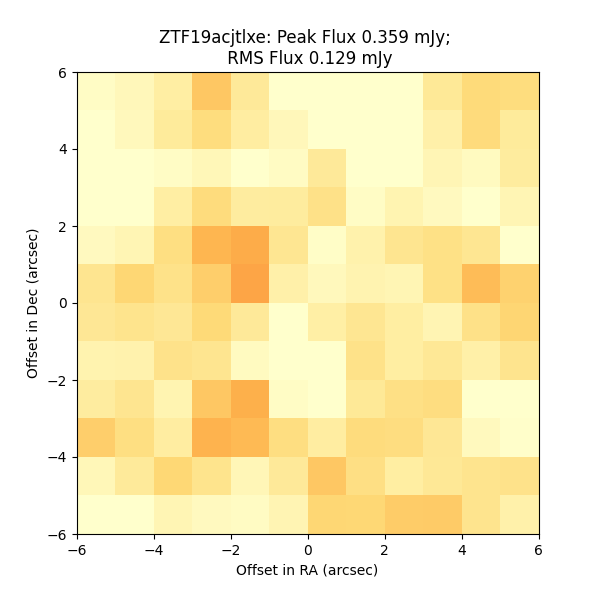 ZTF19acjtlxe: Peak Flux 0.359 mJy;
RMS Flux 0.129 mJy
6
4
2
0
−2
−4
−6
Offset in Dec (arcsec)
−6 −4 −2 0 2 4 6
Offset in RA (arcsec)